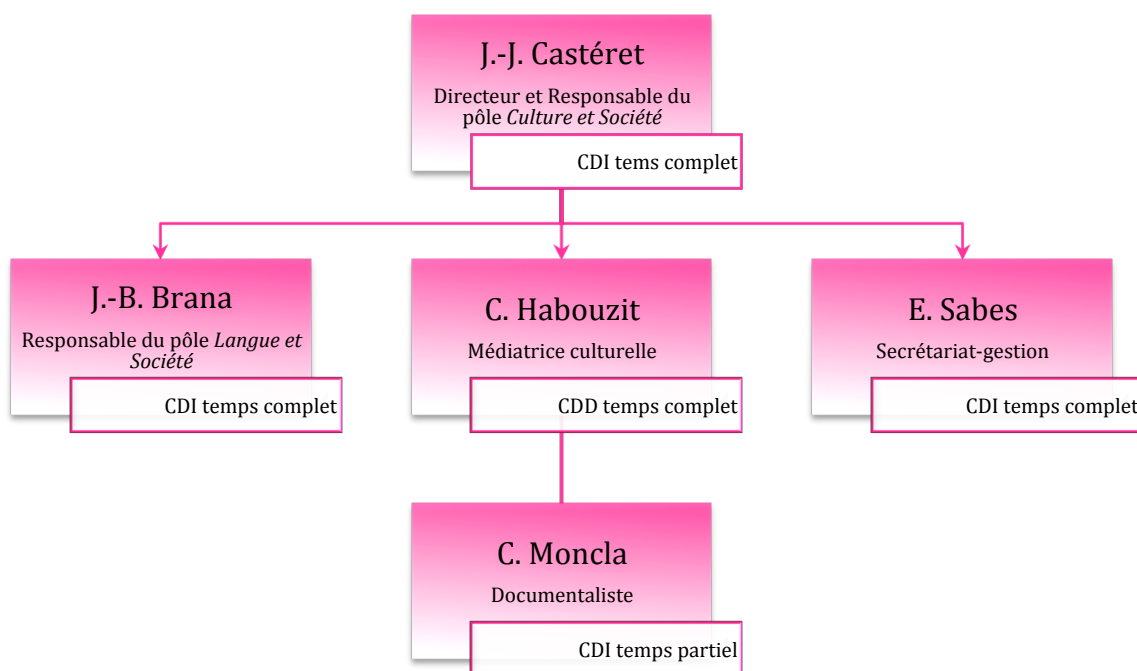 J.-J. Castéret
Directeur et Responsable du
pôle Culture et Société
CDI tems complet
J.-B. Brana
Responsable du pôle Langue et
Société
CDI temps complet
C. Habouzit
Médiatrice culturelle
CDD temps complet
E. Sabes
Secrétariat-gestion
CDI temps complet
C. Moncla
Documentaliste
CDI temps partiel